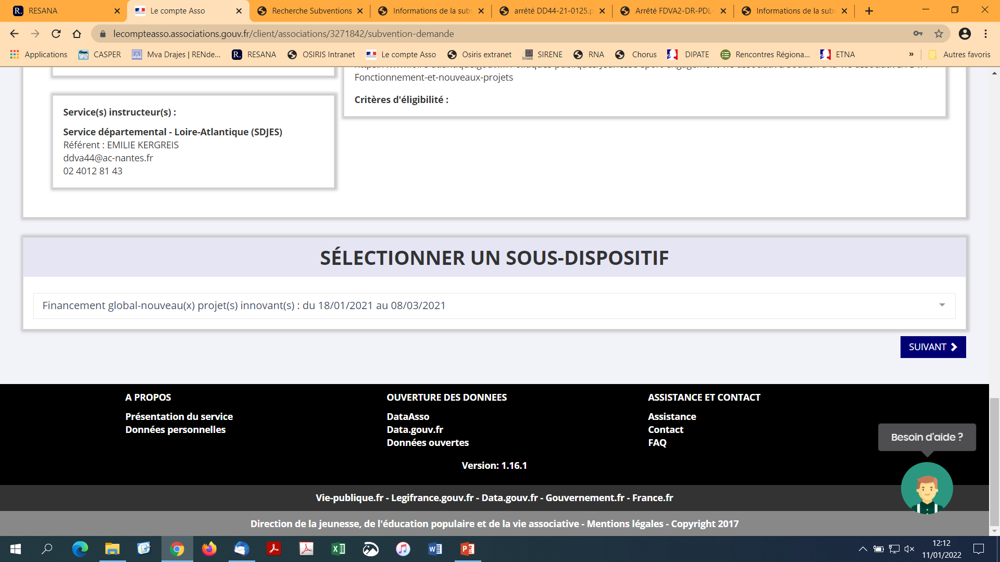 RESANA
Le compte Asso
Recherche Subventions
Informations de la subv
arrêté DD44-21-0125.p
Arrêté FDVA2-DR-PDL-
Informations de la subv
lecompteasso.associations.gouv.fr/client/associations/3271842/subvention-demande
Applications
CASPER
Mva Drajes | RENde...
R. RESANA
OSIRIS Intranet
Le compte Asso
Osiris extranet
SIRENE
RNA
Chorus
DIPATE
Rencontres Régiona...
ETNA
»
Autres favoris
Fonctionnement-et-nouveaux-projets
Critères d'éligibilité :
Service(s) instructeur(s) :
Service départemental - Loire-Atlantique (SDJES)
Référent : EMILIE KERGREIS
ddva44@ac-nantes.fr
02 4012 81 43
SÉLECTIONNER UN SOUS-DISPOSITIF
Financement global-nouveau(x) projet(s) innovant(s) : du 18/01/2021 au 08/03/2021
SUIVANT
A PROPOS
Présentation du service
Données personnelles
OUVERTURE DES DONNEES
DataAsso
Data.gouv.fr
Données ouvertes
ASSISTANCE ET CONTACT
Assistance
Contact
FAQ
Besoin d'aide ?
Version: 1.16.1
Vie-publique.fr - Legifrance.gouv.fr - Data.gouv.fr - Gouvernement.fr - France.fr
Direction de la jeunesse, de l'éducation populaire et de la vie associative - Mentions légales - Copyright 2017
12:12
11/01/2022